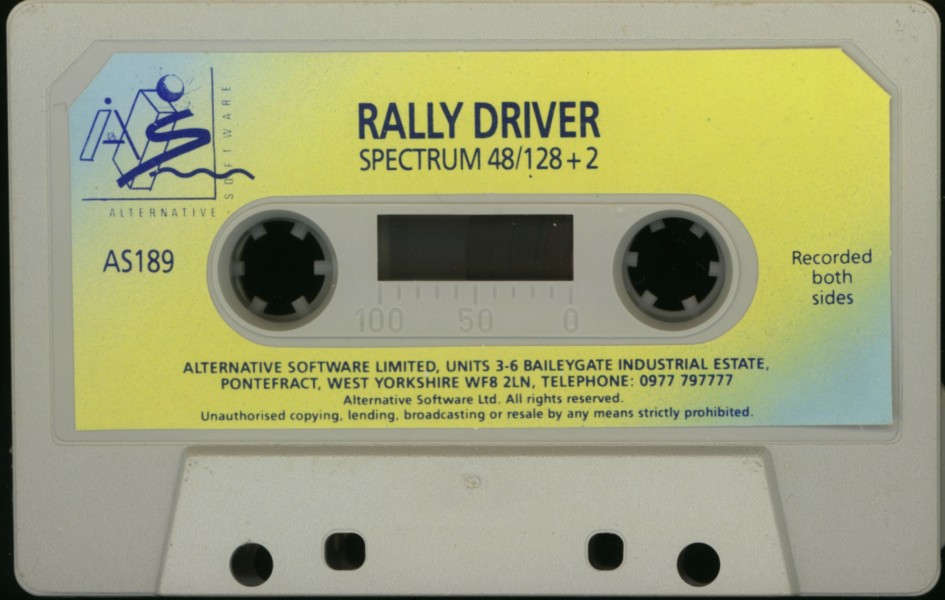 RALLY DRIVER
SPECTRUM 48/128+2
SOFTWARE
ALTERNATIVE
AS189
Recorded
both
sides
100 50 0
ALTERNATIVE SOFTWARE LIMITED, UNITS 3-6 BAILEYGATE INDUSTRIAL ESTATE,
PONTEFRACT, WEST YORKSHIRE WF8 2LN, TELEPHONE: 0977 797777
Alternative Software Ltd. All rights reserved.
Unauthorised copying, lending, broadcasting or resale by any means strictly prohibited.